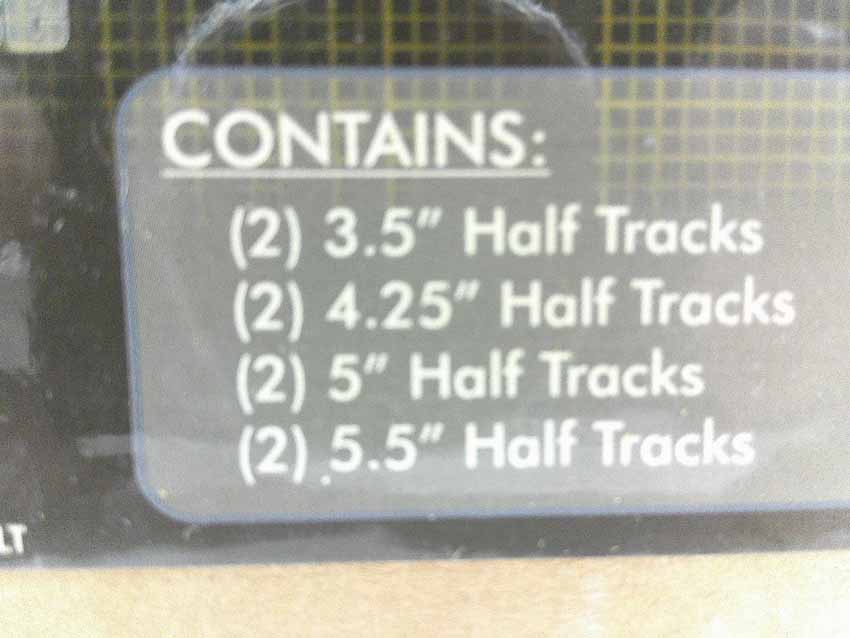 CONTAINS:
(2) 3.5" Half Tracks
(2) 4.25" Half Tracks
(2) 5" Half Tracks
(2) 5.5" Half Tracks
LT